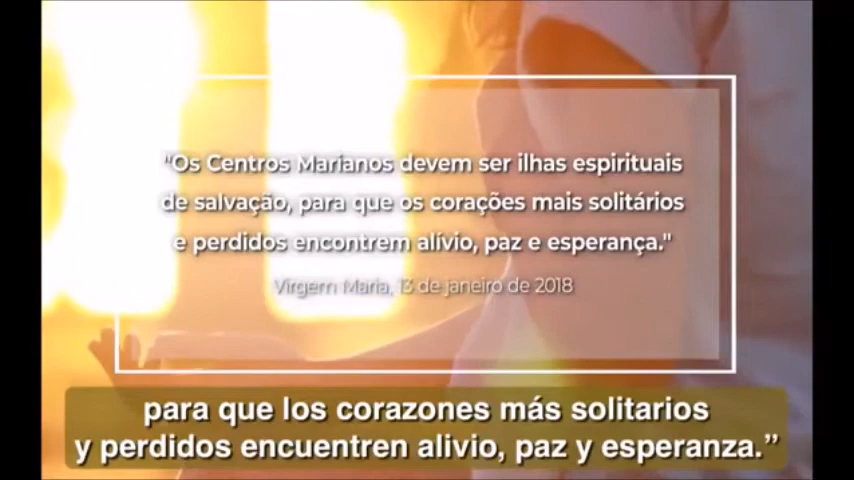 "Os Centros Marianos devem ser ilhas espirituais
de salvação, para que os corações mais solitários
e perdidos encontrem alívio, paz e esperança."
Virgem Maria, 13 de janeiro de 2018
para que los corazones más solitarios
y perdidos encuentren alivio, paz y esperanza.”